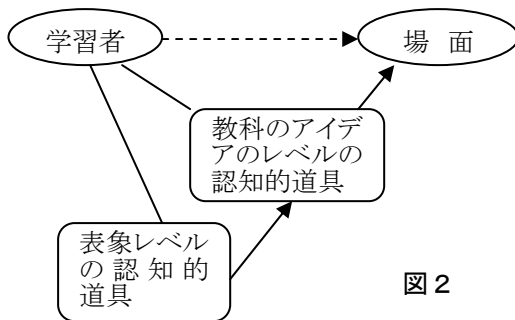 学習者
場 面
教科のアイデ
アのレベルの
認知的道具
表象レベル
の認知的
道具
図2